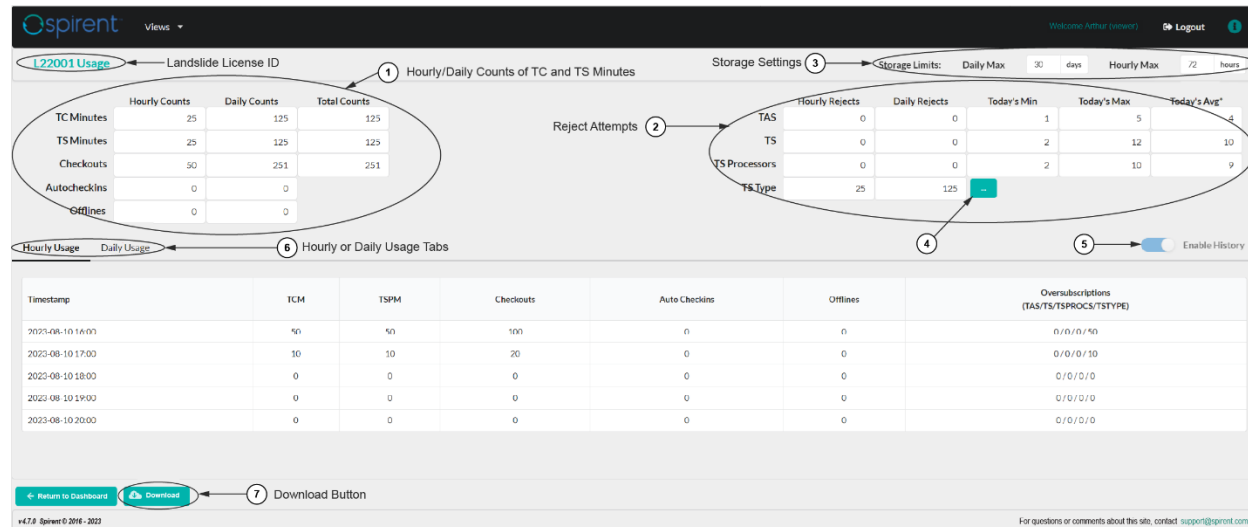 spirent Views Welcome Arthur (viewer) Logout
L22001 Usage Landslide License ID
1 Hourly/Daily Counts of TC and TS Minutes
Storage Settings 3 Storage Limits: Daily Max 30 days Hourly Max 72 hours
Hourly Counts Daily Counts Total Counts
TC Minutes 25 125 125
TS Minutes 25 125 125
Checkouts 50 251 251
Autocheckins 0 0
Offlines 0 0
Reject Attempts 2
Hourly Rejects Daily Rejects Today's Min Today's Max Today's Avg*
TAS 0 0 1 5 4
TS 0 0 2 12 10
TS Processors 0 0 2 10 9
TS Type 25 125 ...
Hourly Usage Daily Usage 6 Hourly or Daily Usage Tabs 4 5 Enable History
Timestamp TCM TSPM Checkouts Auto Checkins Offlines Oversubscriptions
(TAS/TS/TSPROCS/TSTYPE)
2023-08-10 16:00 50 50 100 0 0 0/0/0/50
2023-08-10 17:00 10 10 20 0 0 0/0/0/10
2023-08-10 18:00 0 0 0 0 0 0/0/0/0
2023-08-10 19:00 0 0 0 0 0 0/0/0/0
2023-08-10 20:00 0 0 0 0 0 0/0/0/0
Return to Dashboard Download 7 Download Button
v4.7.0 Spirent © 2016 - 2023 For questions or comments about this site, contact support@spirent.com